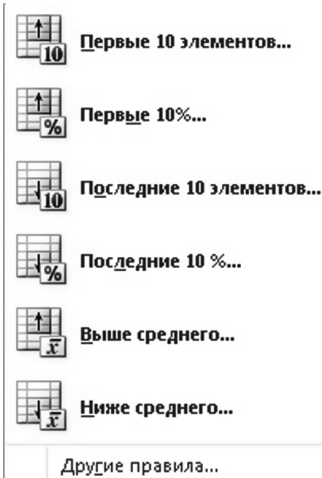 Первые 10 элементов...
Первые 10%...
Последние 10 элементов...
Последние 10 %...
Выше среднего...
Ниже среднего...
Другие правила...